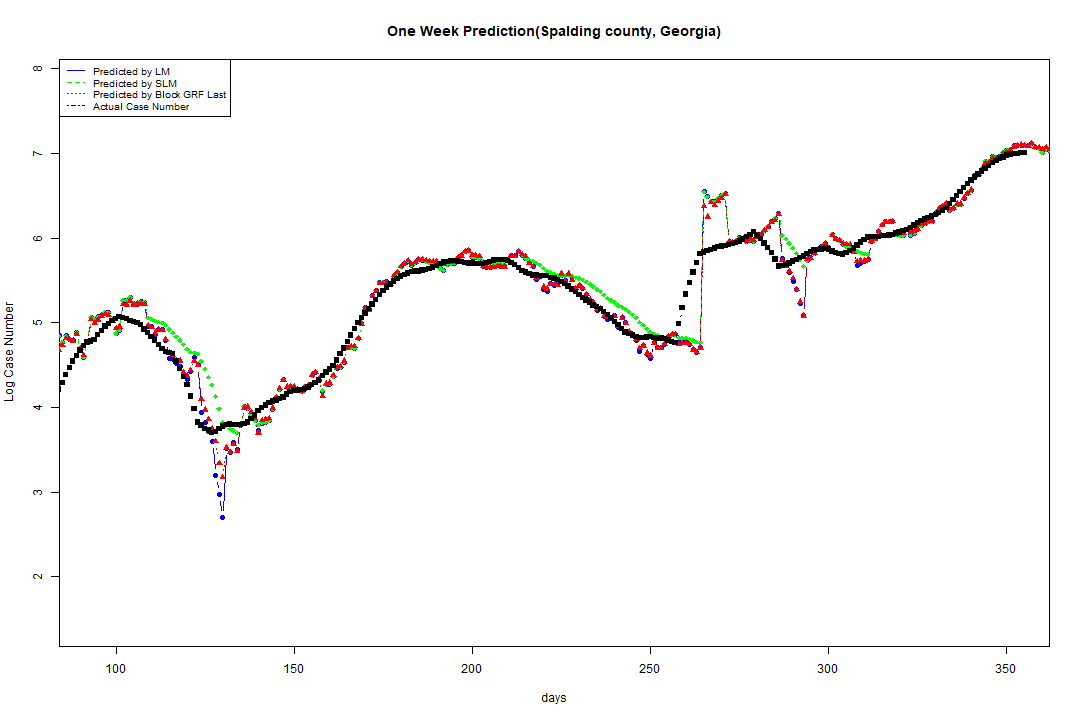 One Week Prediction(Spalding county, Georgia)
Predicted by LM
Predicted by SLM
Predicted by Block GRF Last
Actual Case Number
8
7
6
5
4
3
2
Log Case Number
100 150 200 250 300 350
days